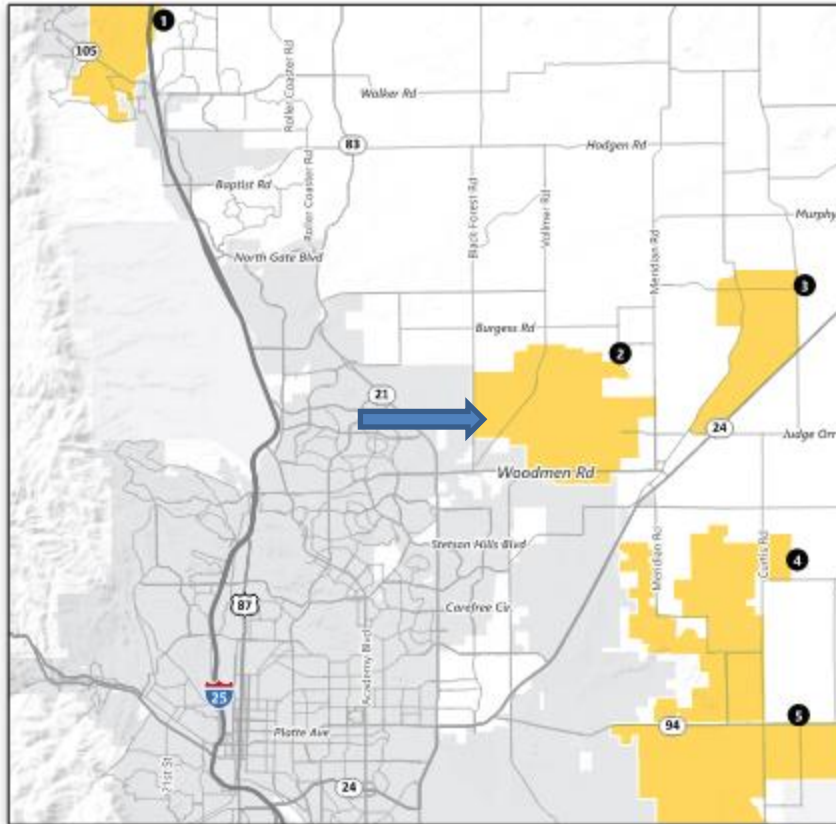 1
105
Roller Coaster Rd
Walker Rd
83
Hodgen Rd
Baptist Rd
Roller Coaster Rd
Black Forest Rd
Vollmer Rd
Meridian Rd
Murphy
North Gate Blvd
3
Burgess Rd
2
21
24
Judge Orr
Woodmen Rd
Stetson Hills Blvd
Meridian Rd
Curtis Rd
4
87
Carefree Cir
Academy Blvd
25
94
5
Platte Ave
21st St
24